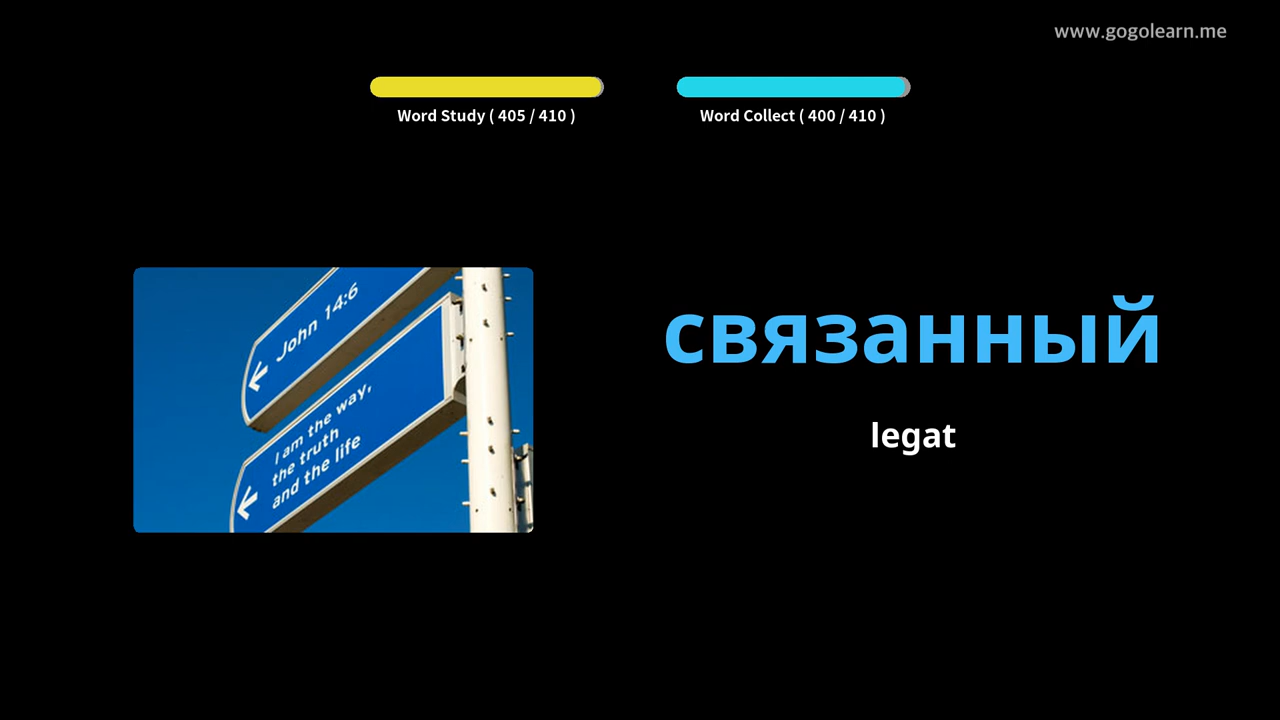 www.gogolearn.me
Word Study ( 405 / 410 )
Word Collect ( 400 / 410 )
John 14:6
I am the way,
the truth
and the life
связанный
legat